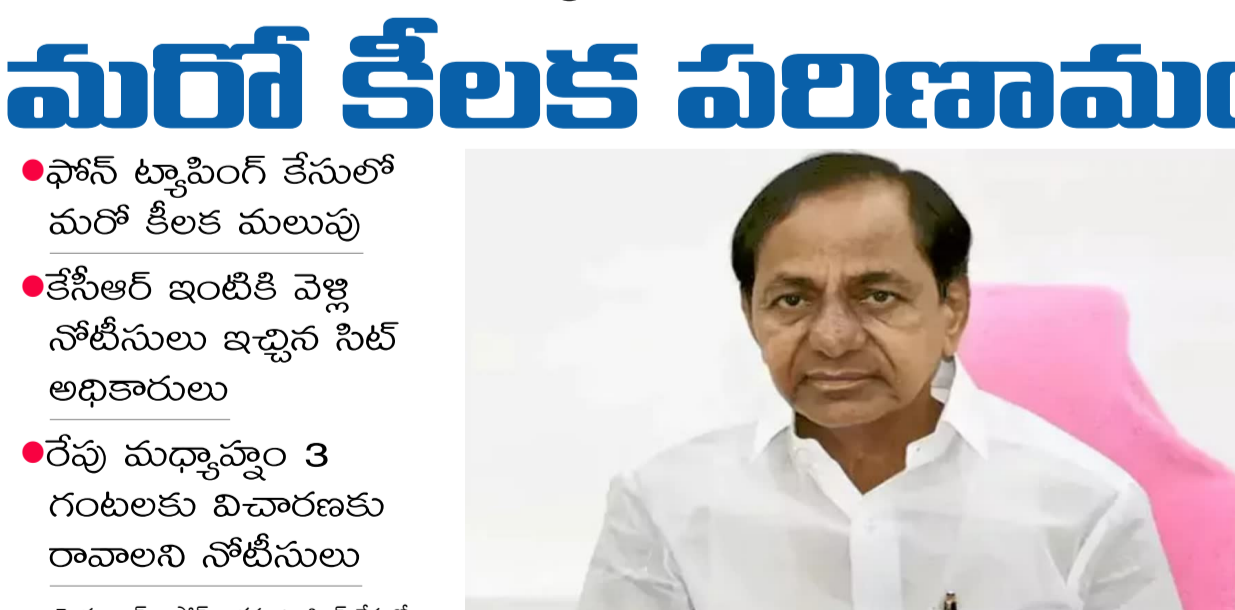 మరో కీలక పరిణామం
●ఫోన్ ట్యాపింగ్ కేసులో
మరో కీలక మలుపు
●కేసీఆర్ ఇంటికి వెళ్లి
నోటీసులు ఇచ్చిన సిట్
అధికారులు
●రేపు మధ్యాహ్నం 3
గంటలకు విచారణకు
రావాలని నోటీసులు